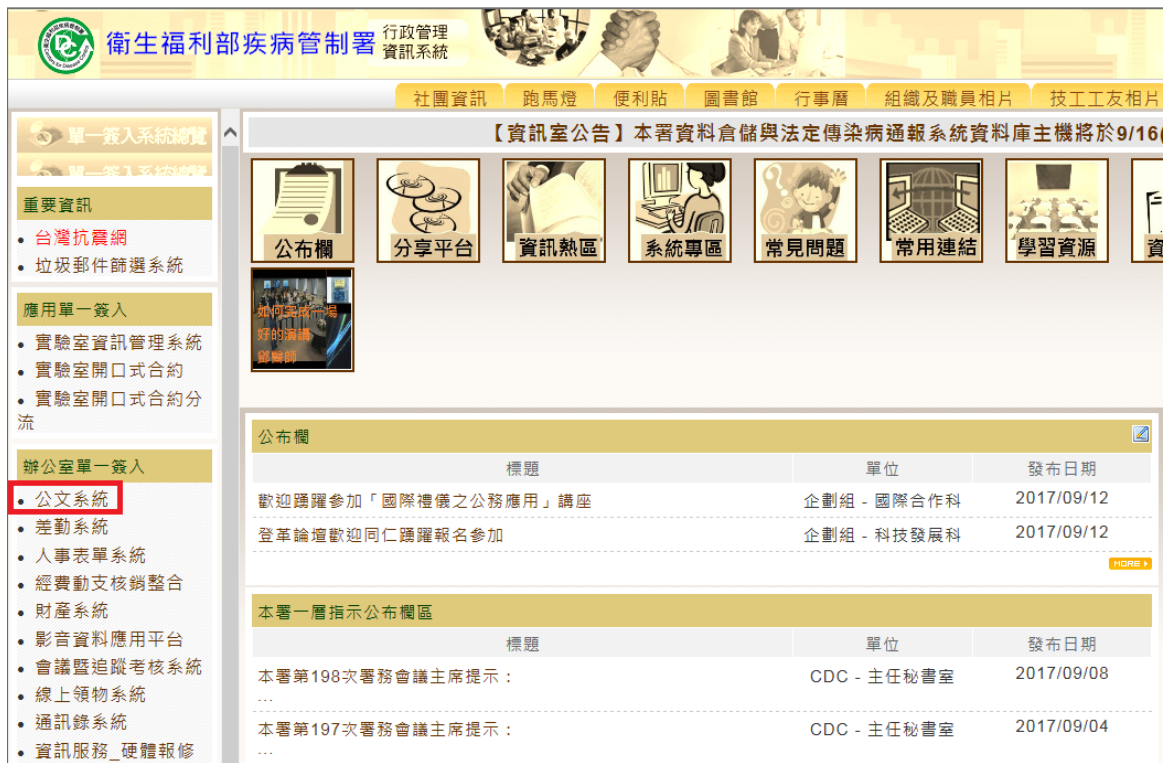 衛生福利部疾病管制署 行政管理
資訊系統
社團資訊 跑馬燈 便利貼 圖書館 行事曆 組織及職員相片 技工工友相片
單一簽入系統總覽
【資訊室公告】本署資料倉儲與法定傳染病通報系統資料庫主機將於9/16(
重要資訊
台灣抗震網
垃圾郵件篩選系統
公布欄 分享平台 資訊熱區 系統專區 常見問題 常用連結 學習資源 資
如何完成一場
好的演講
鄧醫師
應用單一簽入
實驗室資訊管理系統
實驗室開口式合約
實驗室開口式合約分
流
辦公室單一簽入
公文系統
差勤系統
人事表單系統
經費動支核銷整合
財產系統
影音資料應用平台
會議暨追蹤考核系統
線上領物系統
通訊錄系統
資訊服務_硬體報修
公布欄
標題 單位 發布日期
歡迎踴躍參加「國際禮儀之公務應用」講座 企劃組 - 國際合作科 2017/09/12
登革論壇歡迎同仁踴躍報名參加 企劃組 - 科技發展科 2017/09/12
MORE
本署一層指示公布欄區
標題 單位 發布日期
本署第198次署務會議主席提示： CDC - 主任秘書室 2017/09/08
...
本署第197次署務會議主席提示： CDC - 主任秘書室 2017/09/04
...